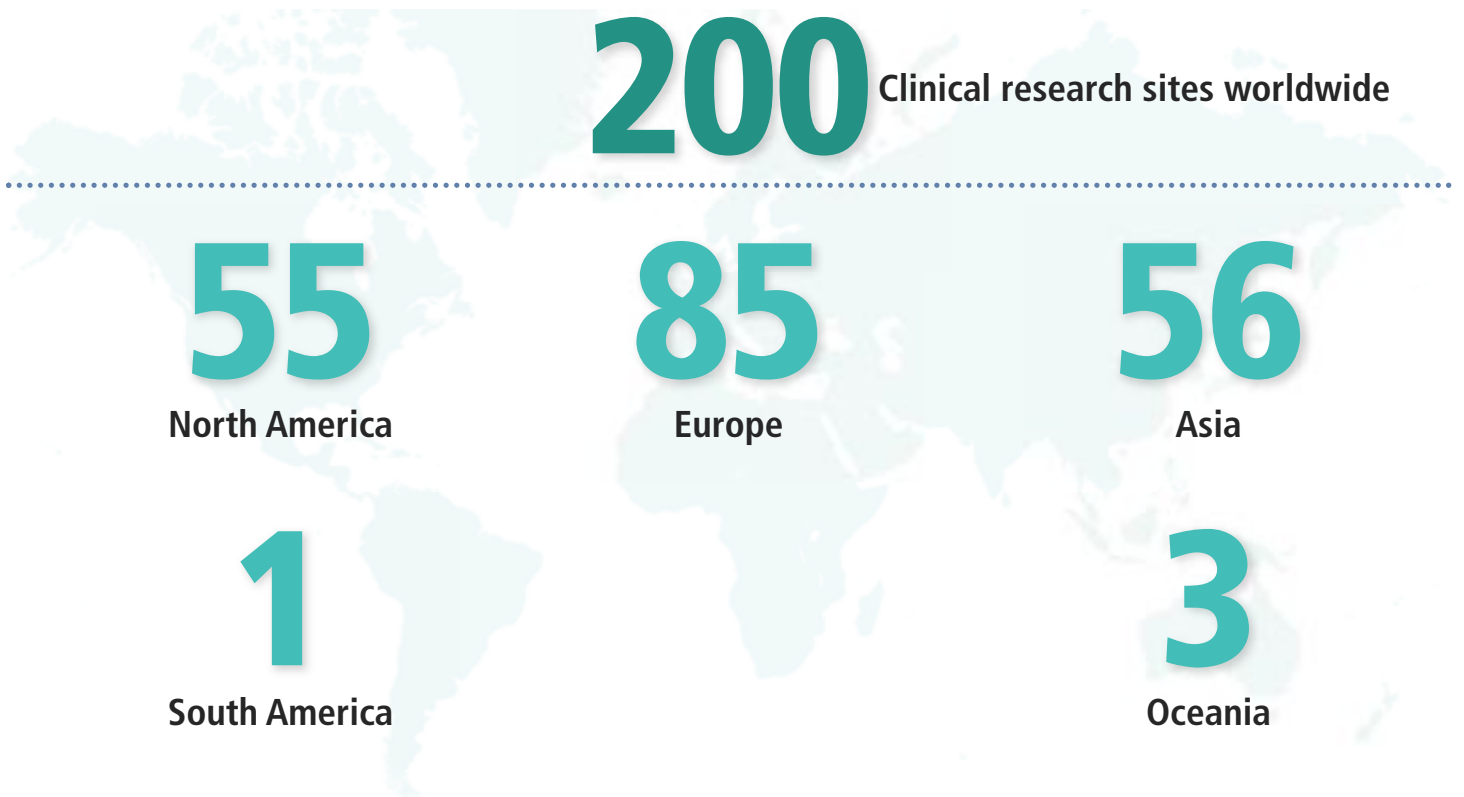 200 Clinical research sites worldwide
55
North America
85
Europe
56
Asia
1
South America
3
Oceania